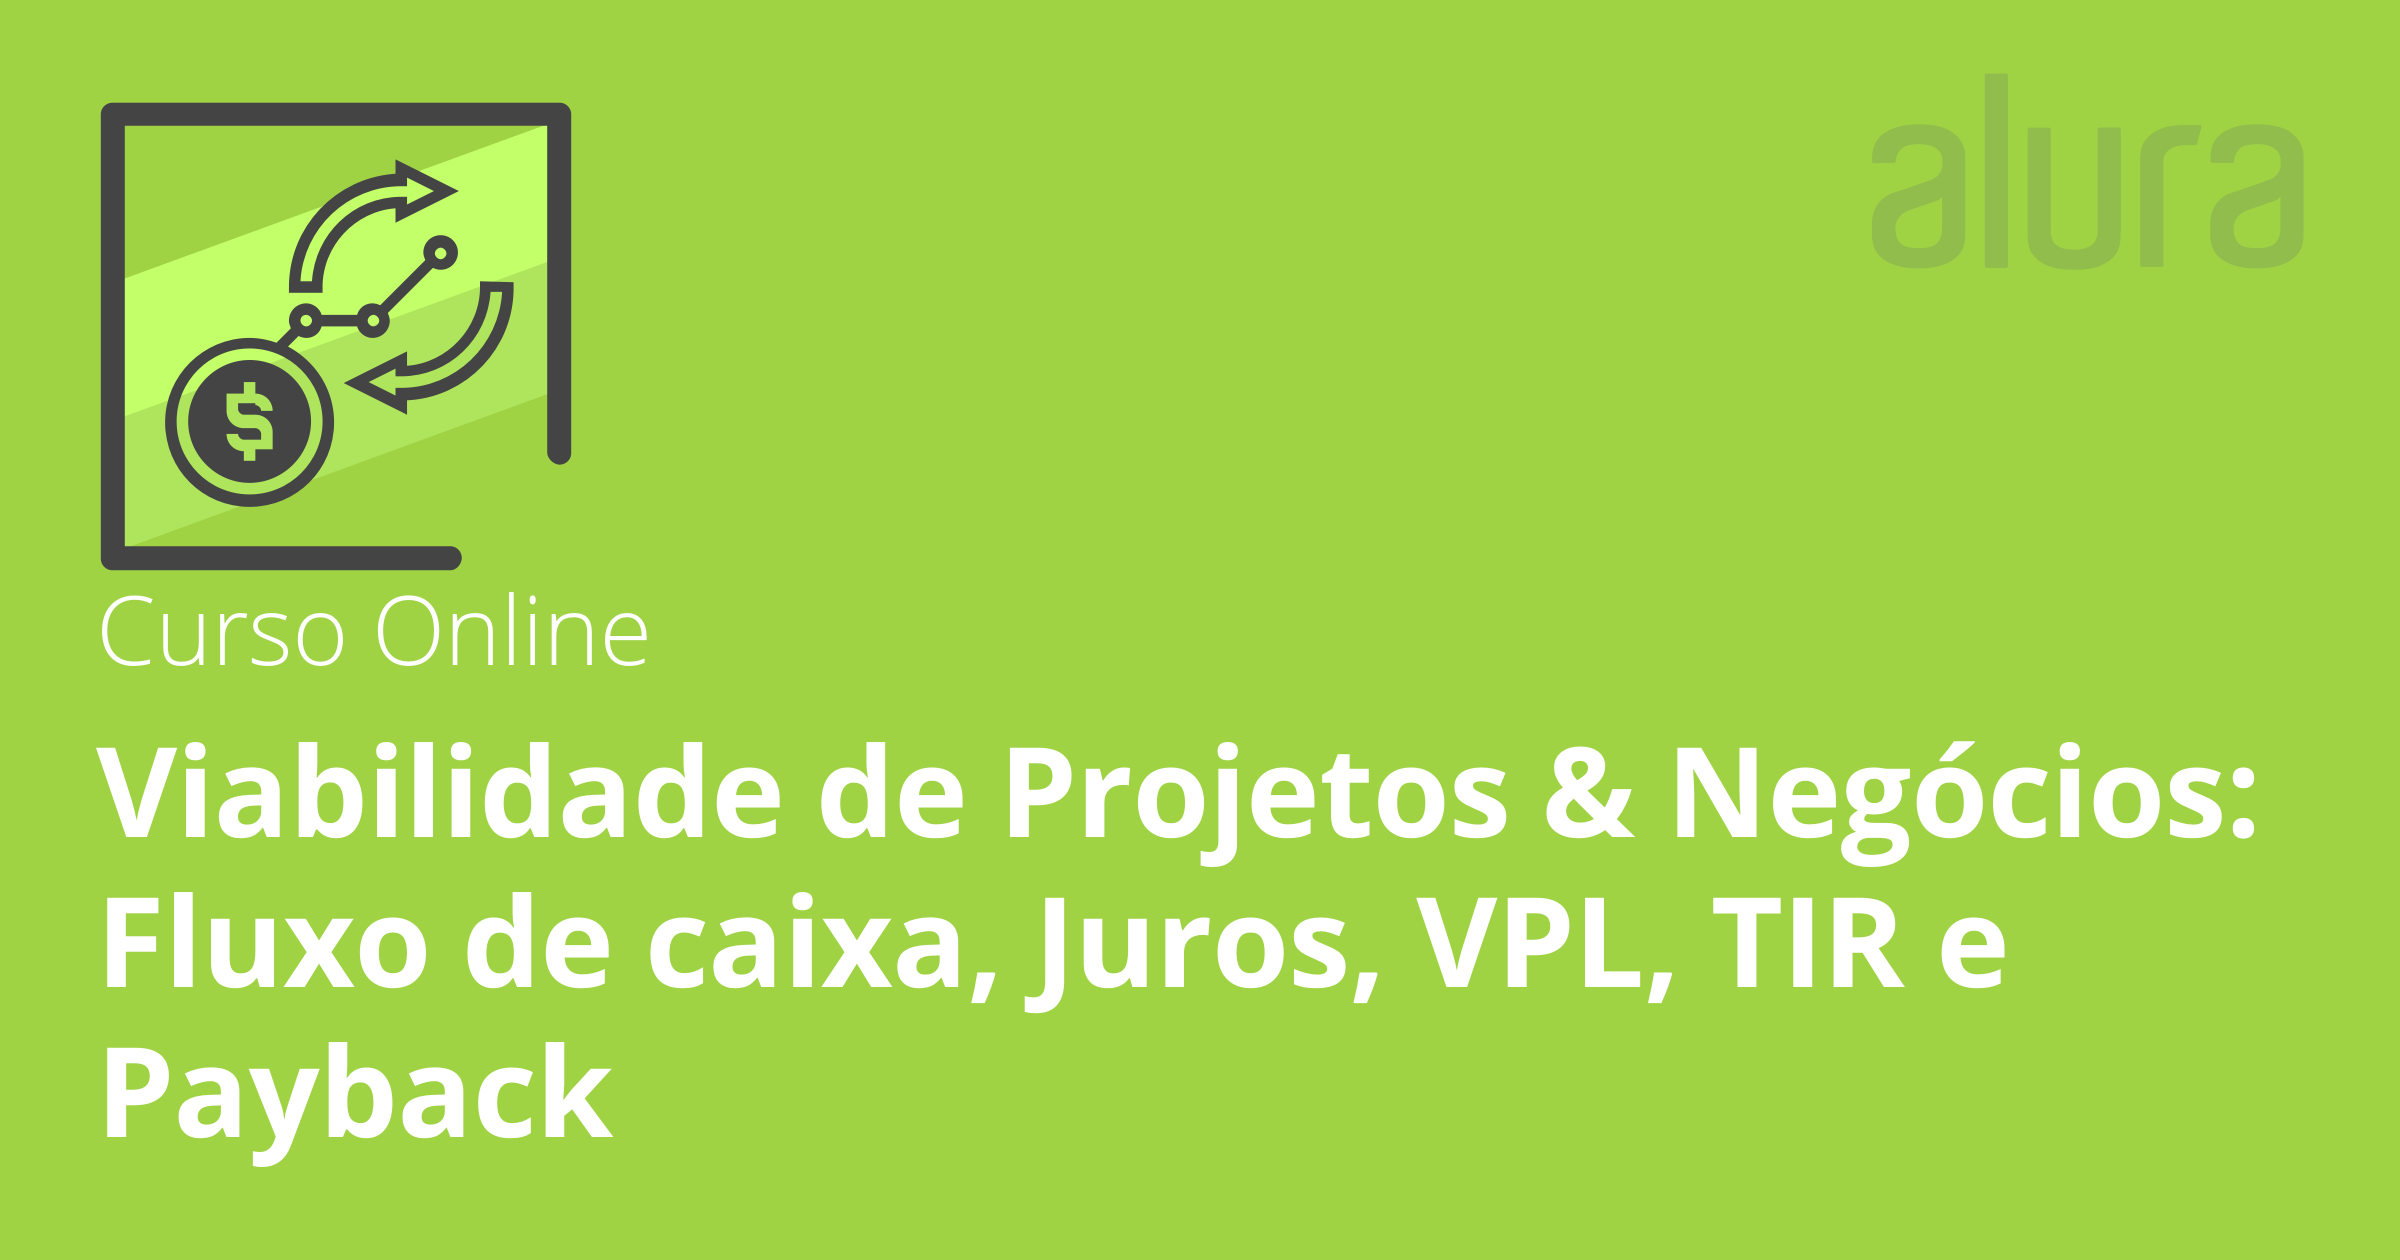 alura
Curso Online
Viabilidade de Projetos & Negócios:
Fluxo de caixa, Juros, VPL, TIR e
Payback